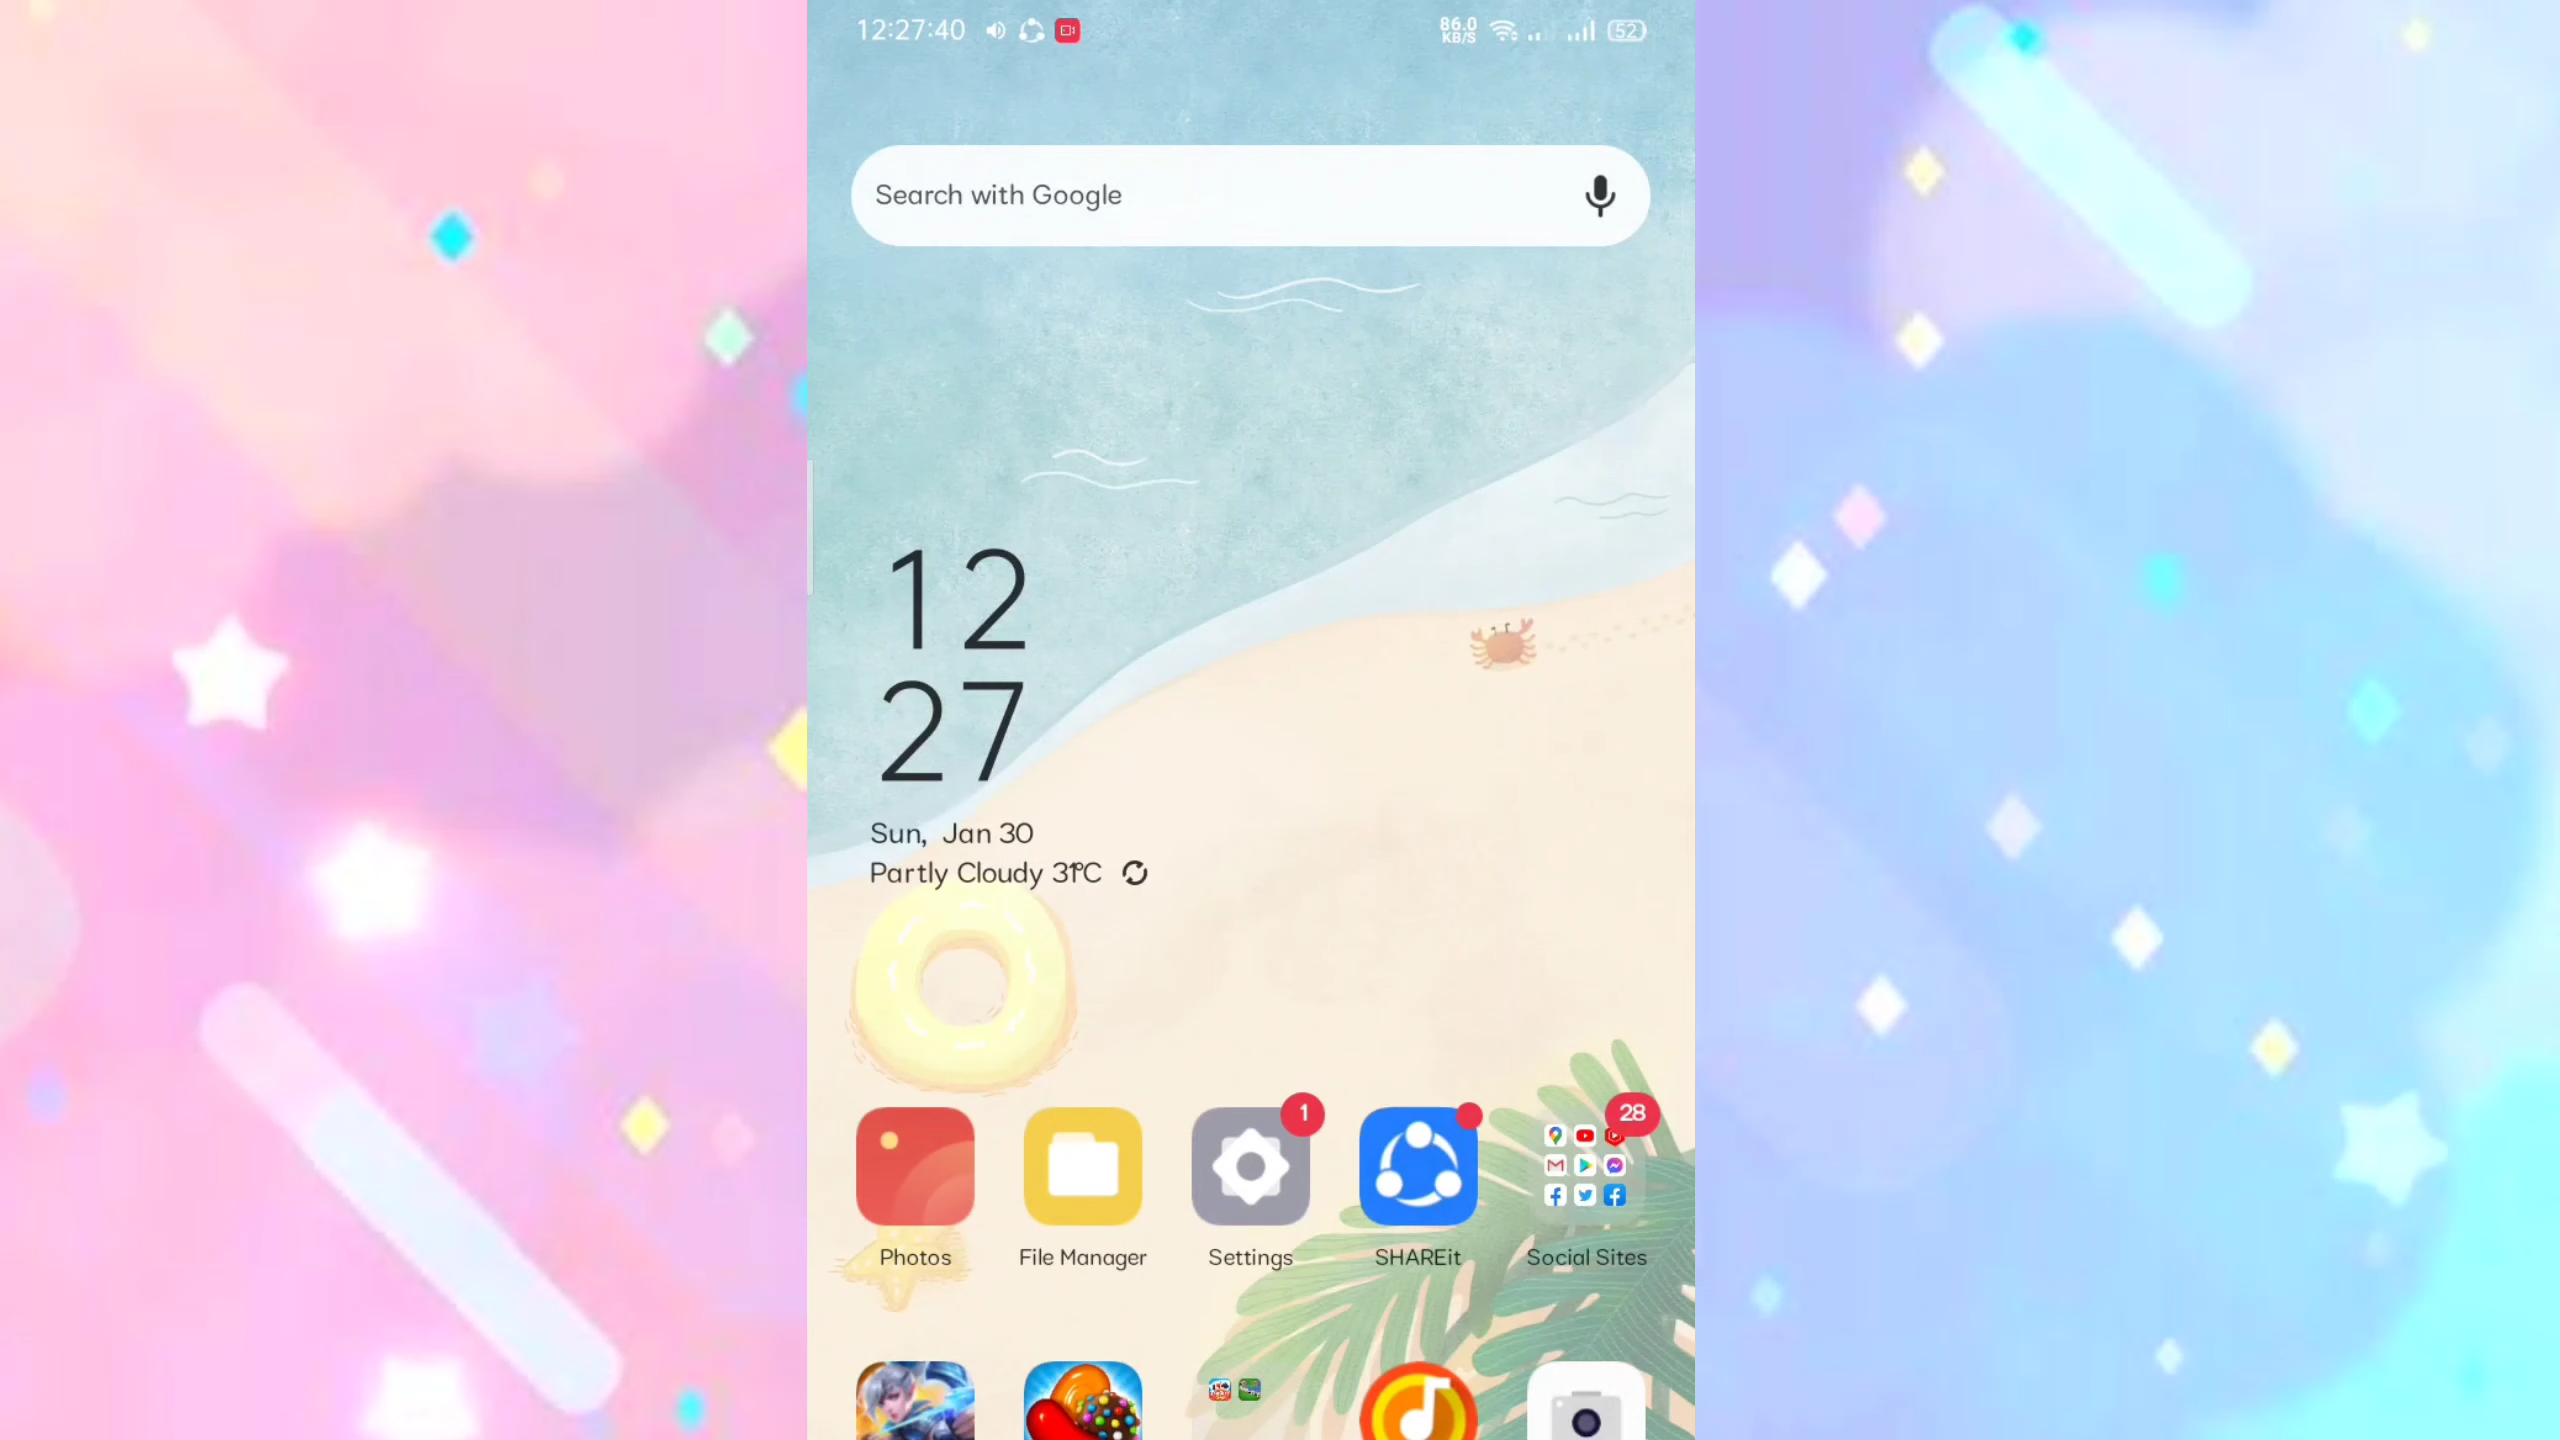 12:27:40
86.0
KB/S
52
Search with Google
12
27
Sun, Jan 30
Partly Cloudy 31°C
1
28
Photos
File Manager
Settings
SHAREit
Social Sites